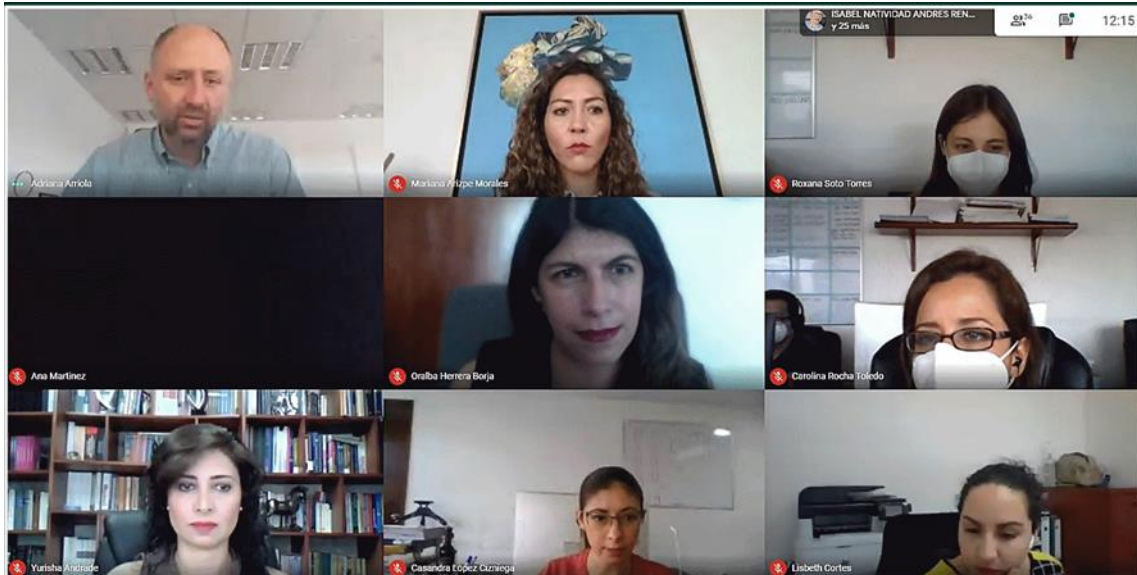 ISABEL NATIVIDAD ANDRES REN...
y 25 más
36
12:15
Adriana Arriola
Mariana Arizpe Morales
Roxana Soto Torres
Ana Martinez
Oralba Herrera Borja
Carolina Rocha Toledo
Yurisha Andrade
Casandra López Cizniega
Lisbeth Cortes